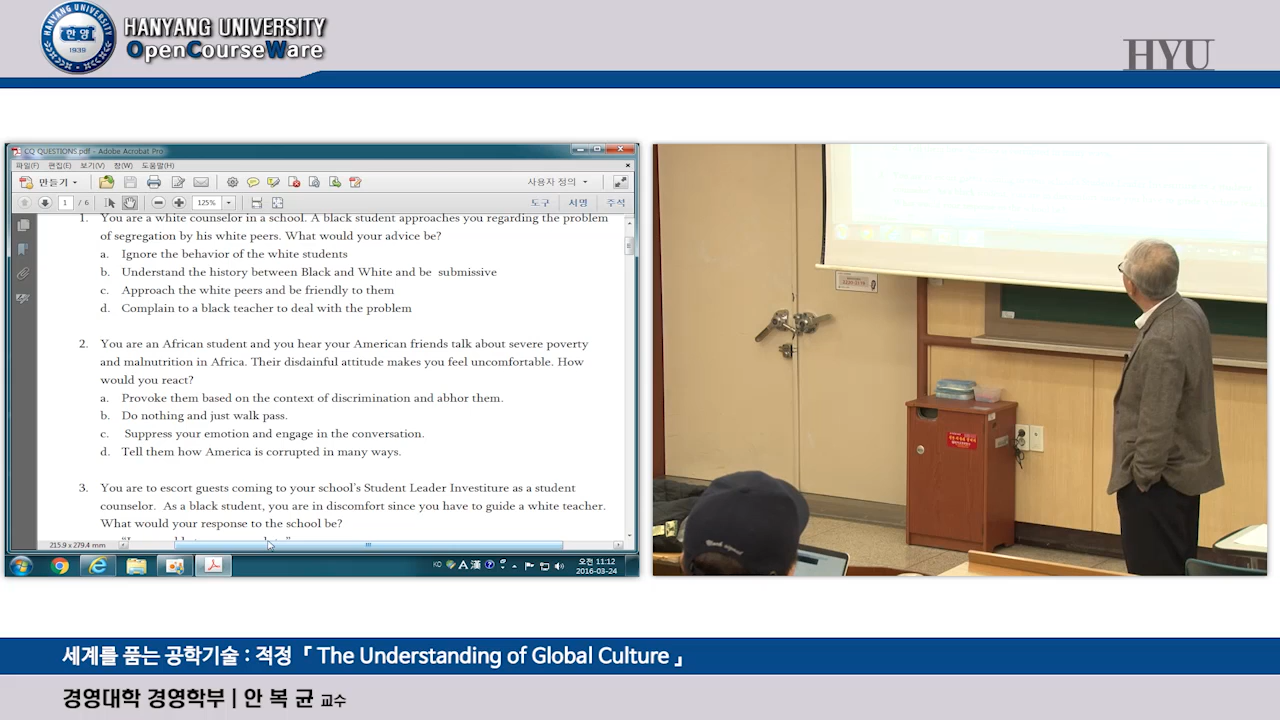 HANYANG UNIVERSITY
OpenCourseWare
한양
1939
HYU
CQ QUESTIONS.pdf - Adobe Acrobat Pro
파일(F) 편집(E) 보기(V) 창(W) 도움말(H)
만들기 사용자 정의
1 / 6 125% 도구 서명 주석
1. You are a white counselor in a school. A black student approaches you regarding the problem
of segregation by his white peers. What would your advice be?
a. Ignore the behavior of the white students
b. Understand the history between Black and White and be submissive
c. Approach the white peers and be friendly to them
d. Complain to a black teacher to deal with the problem
2. You are an African student and you hear your American friends talk about severe poverty
and malnutrition in Africa. Their disdainful attitude makes you feel uncomfortable. How
would you react?
a. Provoke them based on the context of discrimination and abhor them.
b. Do nothing and just walk pass.
c. Suppress your emotion and engage in the conversation.
d. Tell them how America is corrupted in many ways.
3. You are to escort guests coming to your school's Student Leader Investiture as a student
counselor. As a black student, you are in discomfort since you have to guide a white teacher.
What would your response to the school be?
215.9 x 279.4 mm
A 漢
오전 11:12
2016-03-24
세계를 품는 공학기술 : 적정 「 The Understanding of Global Culture 」
경영대학 경영학부 | 안 복 균 교수